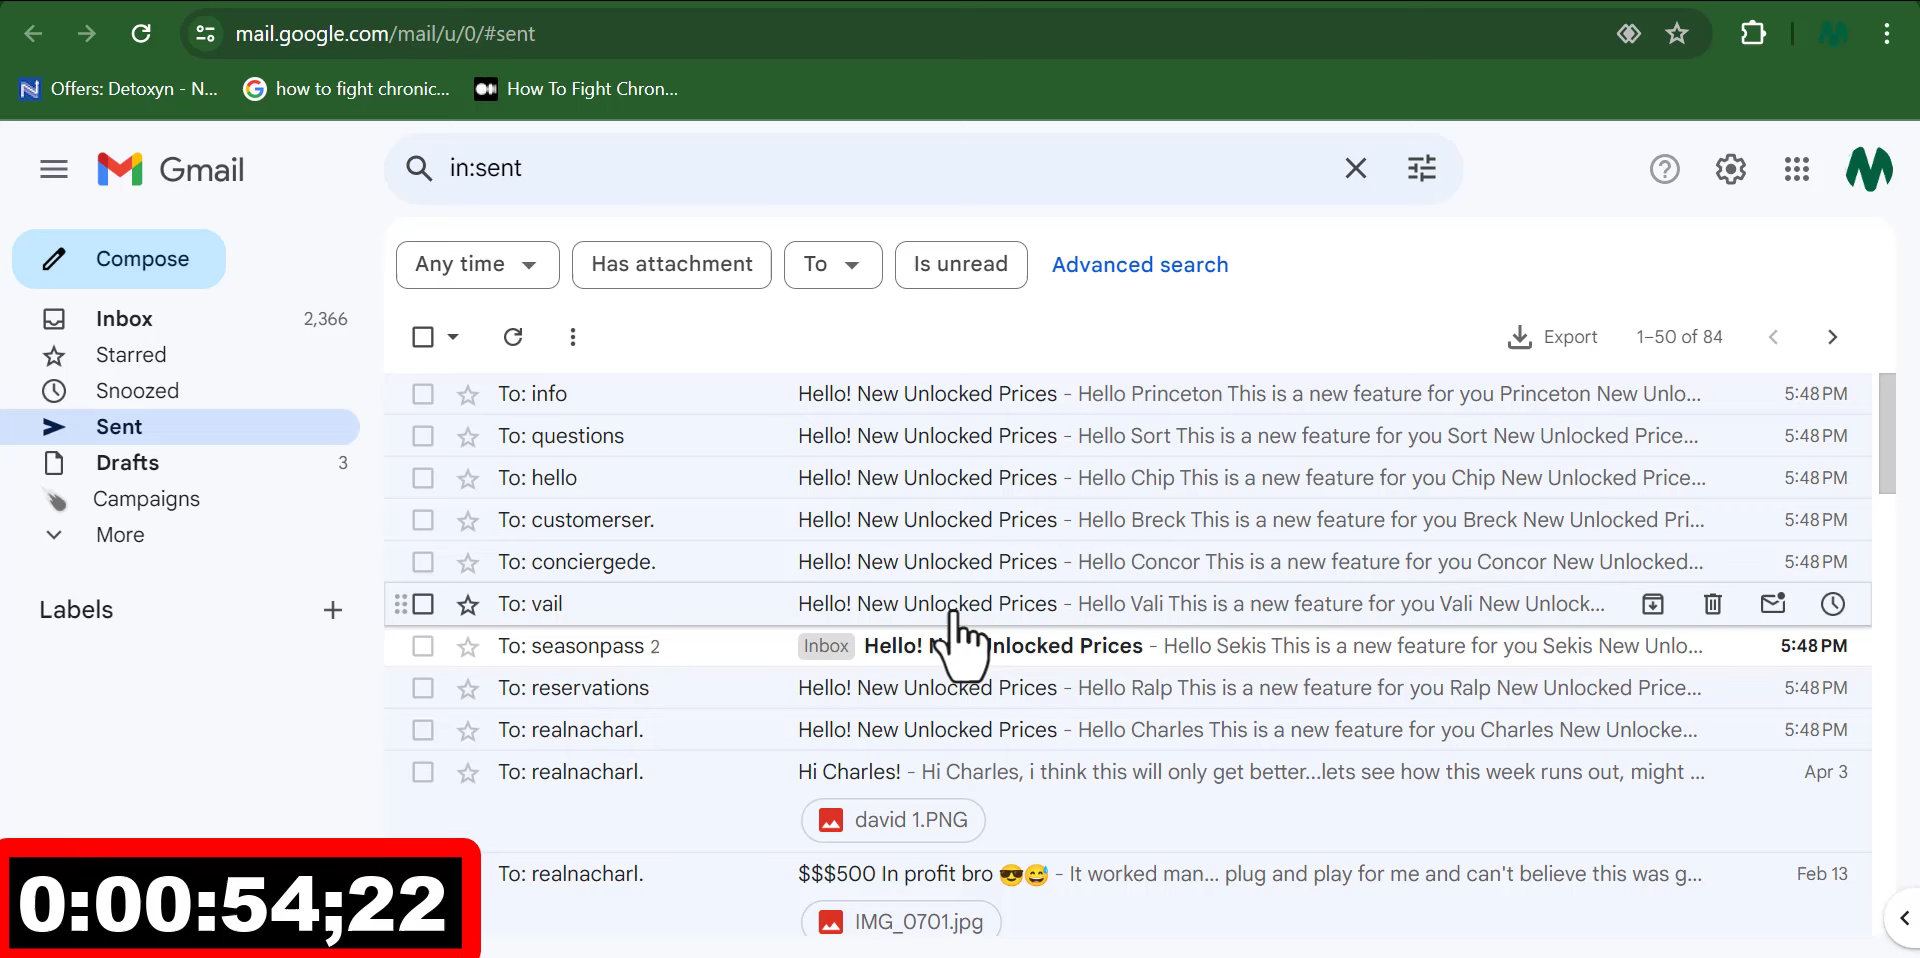 mail.google.com/mail/u/0/#sent
Offers: Detoxyn - N... how to fight chronic... How To Fight Chron...
Gmail
in:sent
Compose
Any time Has attachment To Is unread Advanced search
Inbox 2,366
Starred
Snoozed
Sent
Drafts 3
Campaigns
More
Labels
Export 1–50 of 84
To: info Hello! New Unlocked Prices - Hello Princeton This is a new feature for you Princeton New Unlo... 5:48 PM
To: questions Hello! New Unlocked Prices - Hello Sort This is a new feature for you Sort New Unlocked Price... 5:48 PM
To: hello Hello! New Unlocked Prices - Hello Chip This is a new feature for you Chip New Unlocked Price... 5:48 PM
To: customerser. Hello! New Unlocked Prices - Hello Breck This is a new feature for you Breck New Unlocked Pri... 5:48 PM
To: conciergede. Hello! New Unlocked Prices - Hello Concor This is a new feature for you Concor New Unlocked... 5:48 PM
To: vail Hello! New Unlocked Prices - Hello Vali This is a new feature for you Vali New Unlock...
To: seasonpass 2 Inbox Hello! Unlocked Prices - Hello Sekis This is a new feature for you Sekis New Unlo... 5:48 PM
To: reservations Hello! New Unlocked Prices - Hello Ralp This is a new feature for you Ralp New Unlocked Price... 5:48 PM
To: realnacharl. Hello! New Unlocked Prices - Hello Charles This is a new feature for you Charles New Unlocke... 5:48 PM
To: realnacharl. Hi Charles! - Hi Charles, i think this will only get better...lets see how this week runs out, might ... Apr 3
david 1.PNG
To: realnacharl. $$$500 In profit bro 😎😅 - It worked man... plug and play for me and can't believe this was g... Feb 13
IMG_0701.jpg
0:00:54;22